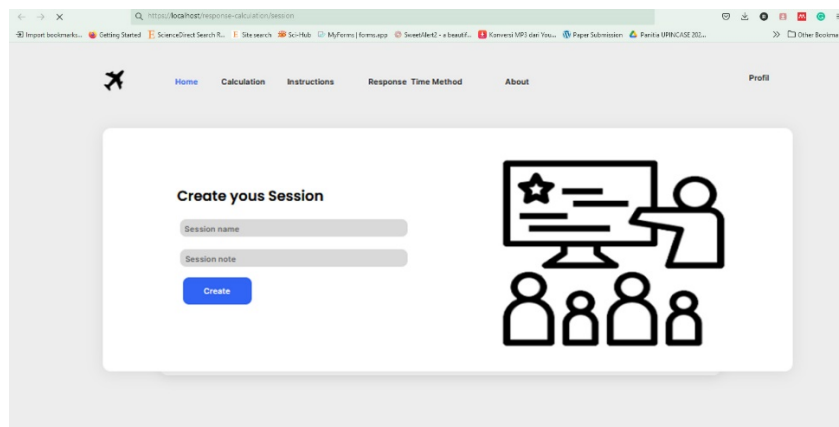 https://localhost/response-calculation/session
Import bookmarks... Getting Started ScienceDirect Search R... Site search Sci-Hub MyForms | forms.app SweetAlert2 - a beautif... Konversi MP3 dari You... Paper Submission Panitia UPINCASE 202... Other Bookma
Home Calculation Instructions Response Time Method About Profil
Create yous Session
Session name
Session note
Create